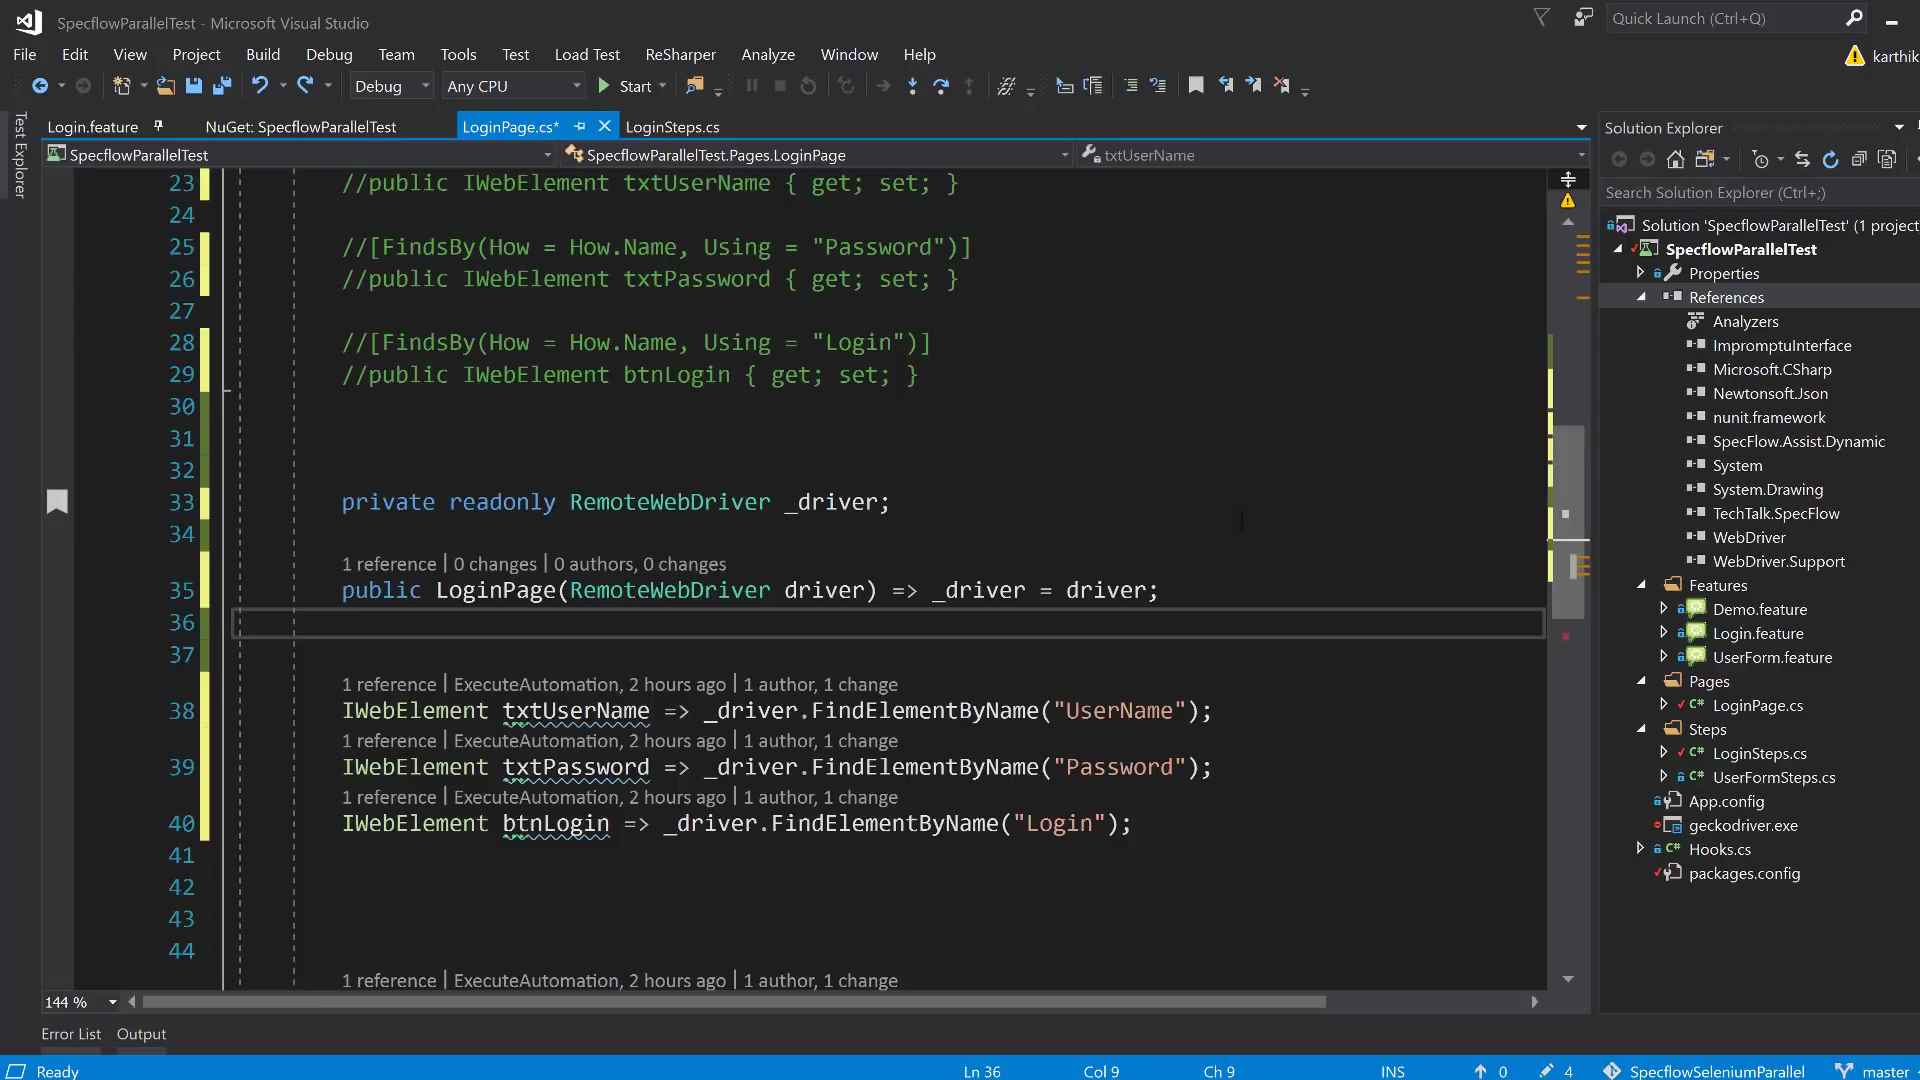 SpecflowParallelTest - Microsoft Visual Studio
Quick Launch (Ctrl+Q)
File Edit View Project Build Debug Team Tools Test Load Test ReSharper Analyze Window Help
karthik
Debug Any CPU Start
Test Explorer
Login.feature NuGet: SpecflowParallelTest LoginPage.cs* LoginSteps.cs
SpecflowParallelTest SpecflowParallelTest.Pages.LoginPage txtUserName
23 //public IWebElement txtUserName { get; set; }
24
25 //[FindsBy(How = How.Name, Using = "Password")]
26 //public IWebElement txtPassword { get; set; }
27
28 //[FindsBy(How = How.Name, Using = "Login")]
29 //public IWebElement btnLogin { get; set; }
30
31
32
33 private readonly RemoteWebDriver _driver;
34
1 reference | 0 changes | 0 authors, 0 changes
35 public LoginPage(RemoteWebDriver driver) => _driver = driver;
36
37
1 reference | ExecuteAutomation, 2 hours ago | 1 author, 1 change
38 IWebElement txtUserName => _driver.FindElementByName("UserName");
1 reference | ExecuteAutomation, 2 hours ago | 1 author, 1 change
39 IWebElement txtPassword => _driver.FindElementByName("Password");
1 reference | ExecuteAutomation, 2 hours ago | 1 author, 1 change
40 IWebElement btnLogin => _driver.FindElementByName("Login");
41
42
43
44
1 reference | ExecuteAutomation, 2 hours ago | 1 author, 1 change
144 %
Solution Explorer
Search Solution Explorer (Ctrl+;)
Solution 'SpecflowParallelTest' (1 project
SpecflowParallelTest
Properties
References
Analyzers
ImpromptuInterface
Microsoft.CSharp
Newtonsoft.Json
nunit.framework
SpecFlow.Assist.Dynamic
System
System.Drawing
TechTalk.SpecFlow
WebDriver
WebDriver.Support
Features
Demo.feature
Login.feature
UserForm.feature
Pages
C# LoginPage.cs
Steps
C# LoginSteps.cs
C# UserFormSteps.cs
App.config
geckodriver.exe
C# Hooks.cs
packages.config
Error List Output
Ready Ln 36 Col 9 Ch 9 INS 0 4 SpecflowSeleniumParallel master